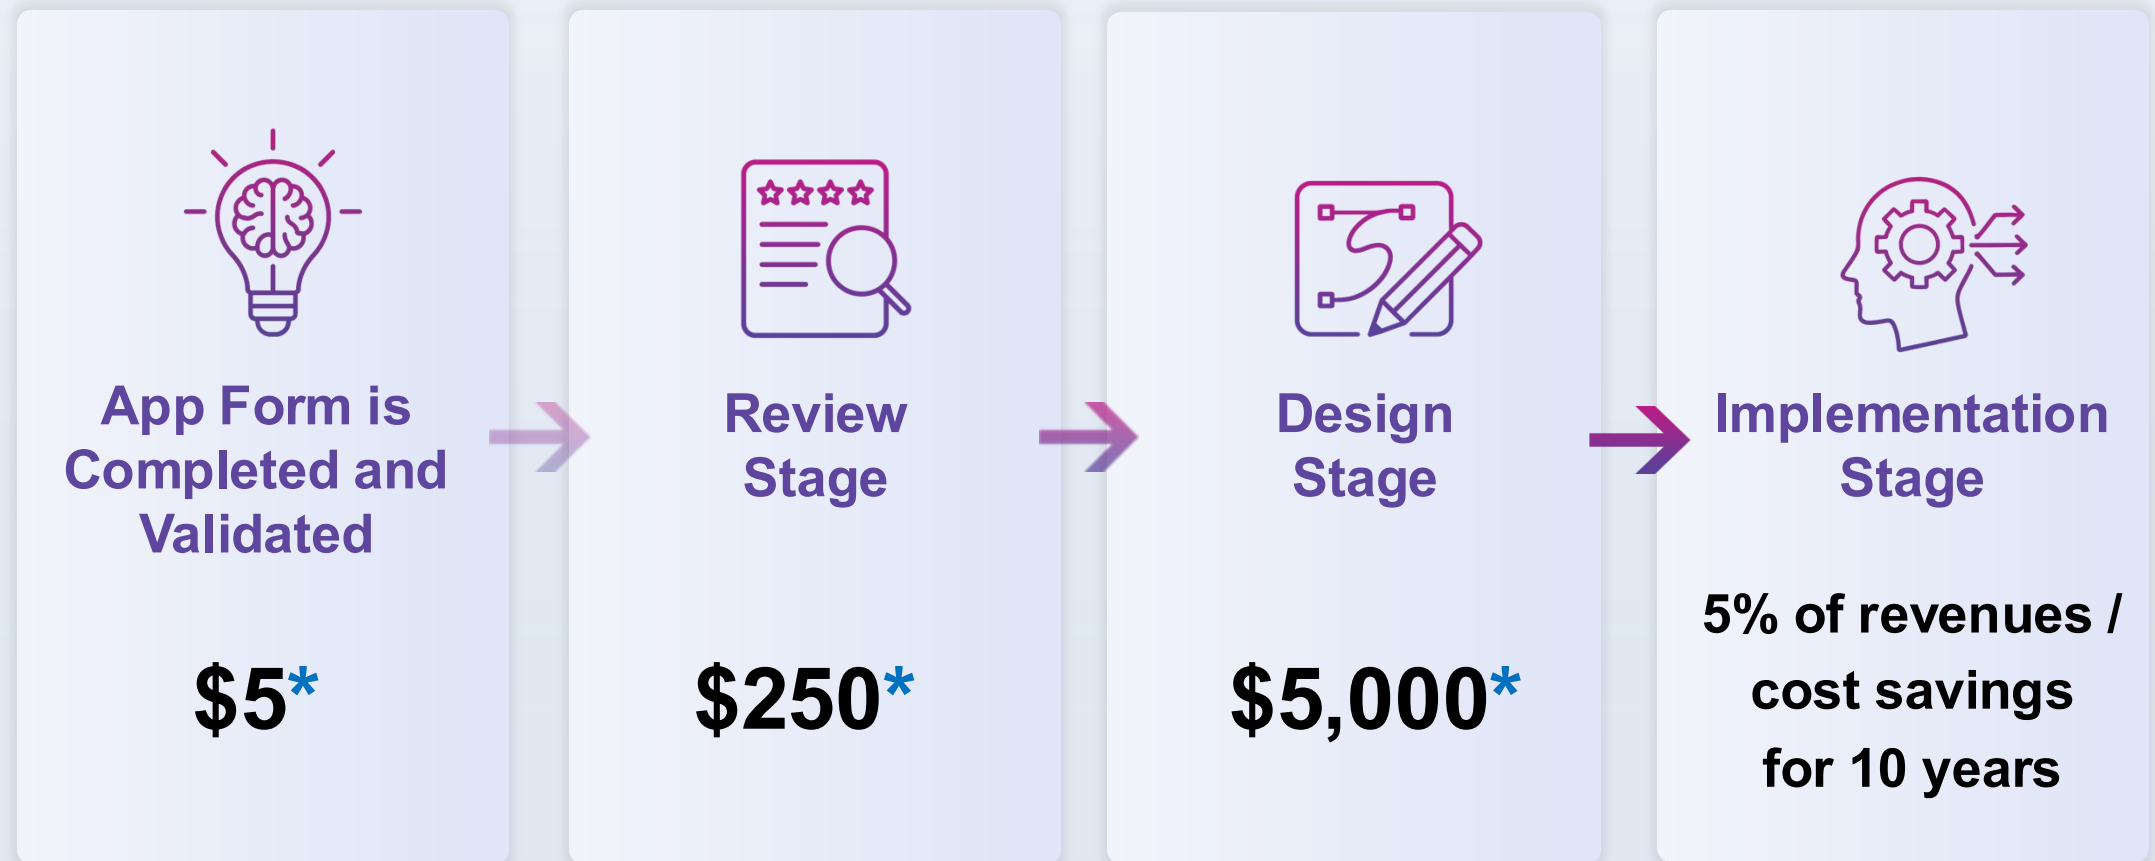 App Form is
Completed and
Validated
$5*
Review
Stage
$250*
Design
Stage
$5,000*
Implementation
Stage
5% of revenues /
cost savings
for 10 years